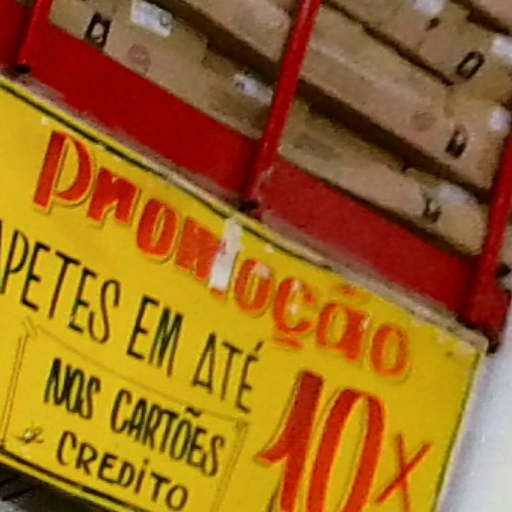 Promoção
APETES EM ATÉ
10x
NOS CARTÕES
CREDiTO